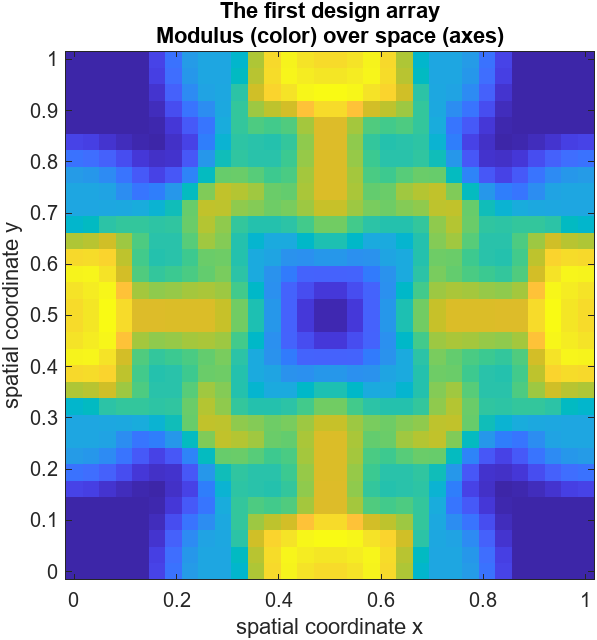 The first design array
Modulus (color) over space (axes)
1
0.9
0.8
0.7
0.6
0.5
0.4
0.3
0.2
0.1
0
spatial coordinate y
0 0.2 0.4 0.6 0.8 1
spatial coordinate x